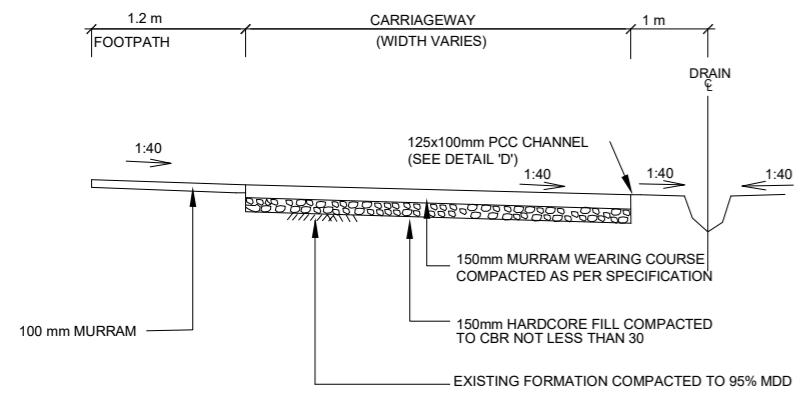 1.2 m
CARRIAGEWAY
1 m
FOOTPATH
(WIDTH VARIES)
DRAIN
CL
1:40
125x100mm PCC CHANNEL
(SEE DETAIL 'D')
1:40
1:40
1:40
150mm MURRAM WEARING COURSE
COMPACTED AS PER SPECIFICATION
100 mm MURRAM
150mm HARDCORE FILL COMPACTED
TO CBR NOT LESS THAN 30
EXISTING FORMATION COMPACTED TO 95% MDD